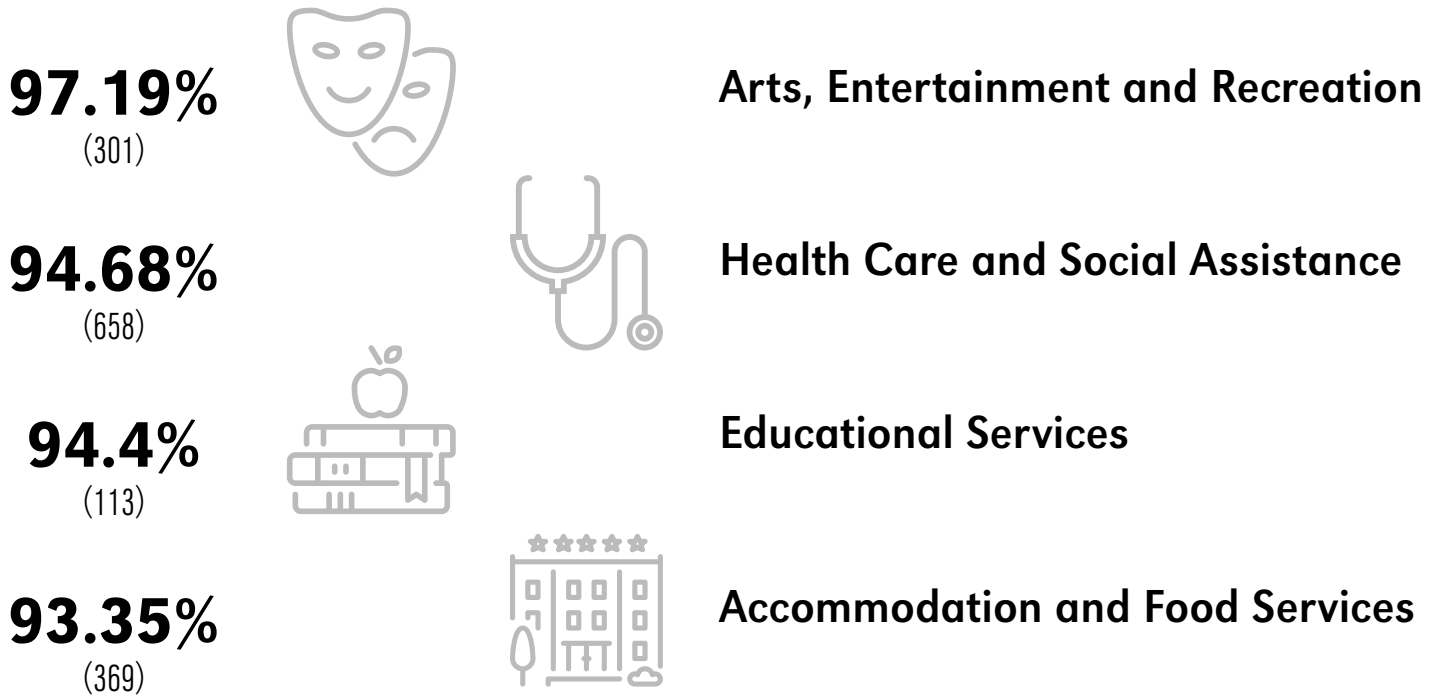 97.19%
(301)
Arts, Entertainment and Recreation
94.68%
(658)
Health Care and Social Assistance
94.4%
(113)
Educational Services
93.35%
(369)
Accommodation and Food Services